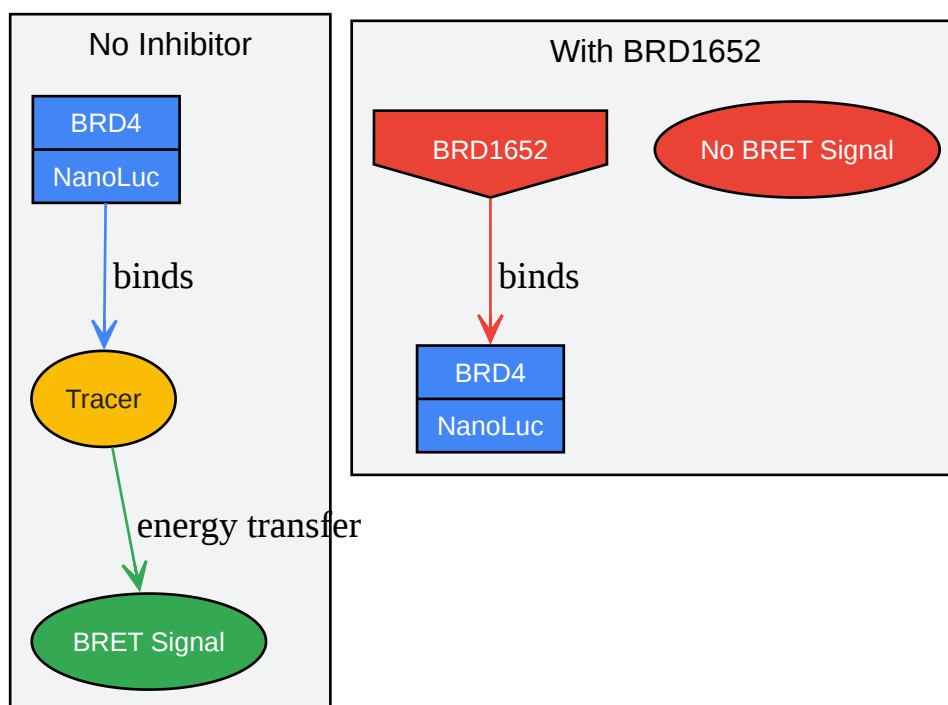 No Inhibitor
BRD4
NanoLuc
binds
Tracer
energy transfer
BRET Signal
With BRD1652
BRD1652
No BRET Signal
binds
BRD4
NanoLuc